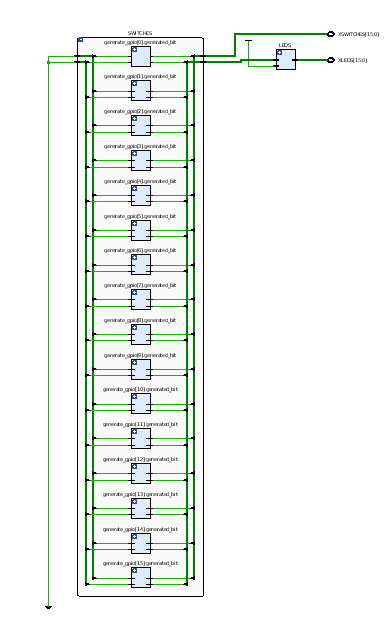 SWITCHES
generate_gpio[0].generated_bit
LEDS
XSWITCHES[15:0]
XLEDS[15:0]
generate_gpio[1].generated_bit
generate_gpio[2].generated_bit
generate_gpio[3].generated_bit
generate_gpio[4].generated_bit
generate_gpio[5].generated_bit
generate_gpio[6].generated_bit
generate_gpio[7].generated_bit
generate_gpio[8].generated_bit
generate_gpio[9].generated_bit
generate_gpio[10].generated_bit
generate_gpio[11].generated_bit
generate_gpio[12].generated_bit
generate_gpio[13].generated_bit
generate_gpio[14].generated_bit
generate_gpio[15].generated_bit